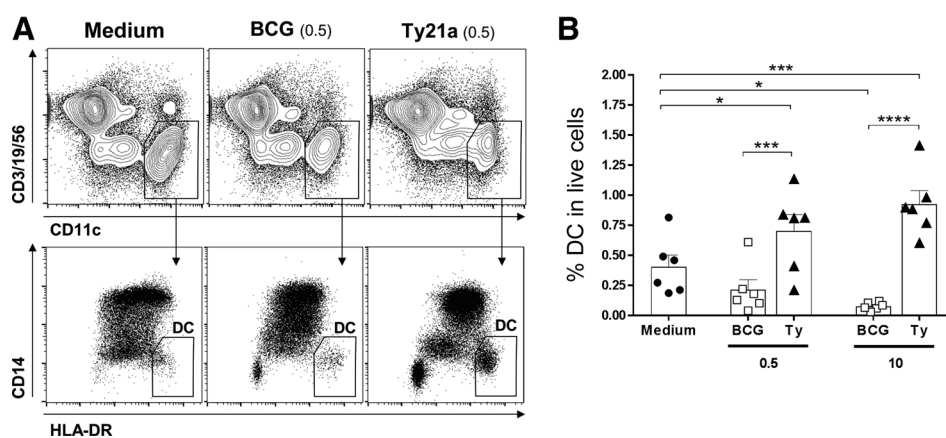 A
Medium
BCG (0.5)
Ty21a (0.5)
CD3/19/56
CD11c
CD14
DC
DC
DC
HLA-DR
B
% DC in live cells
2.00
1.75
1.50
1.25
1.00
0.75
0.50
0.25
0.00
***
*
*
***
****
Medium
BCG
Ty
BCG
Ty
0.5
10